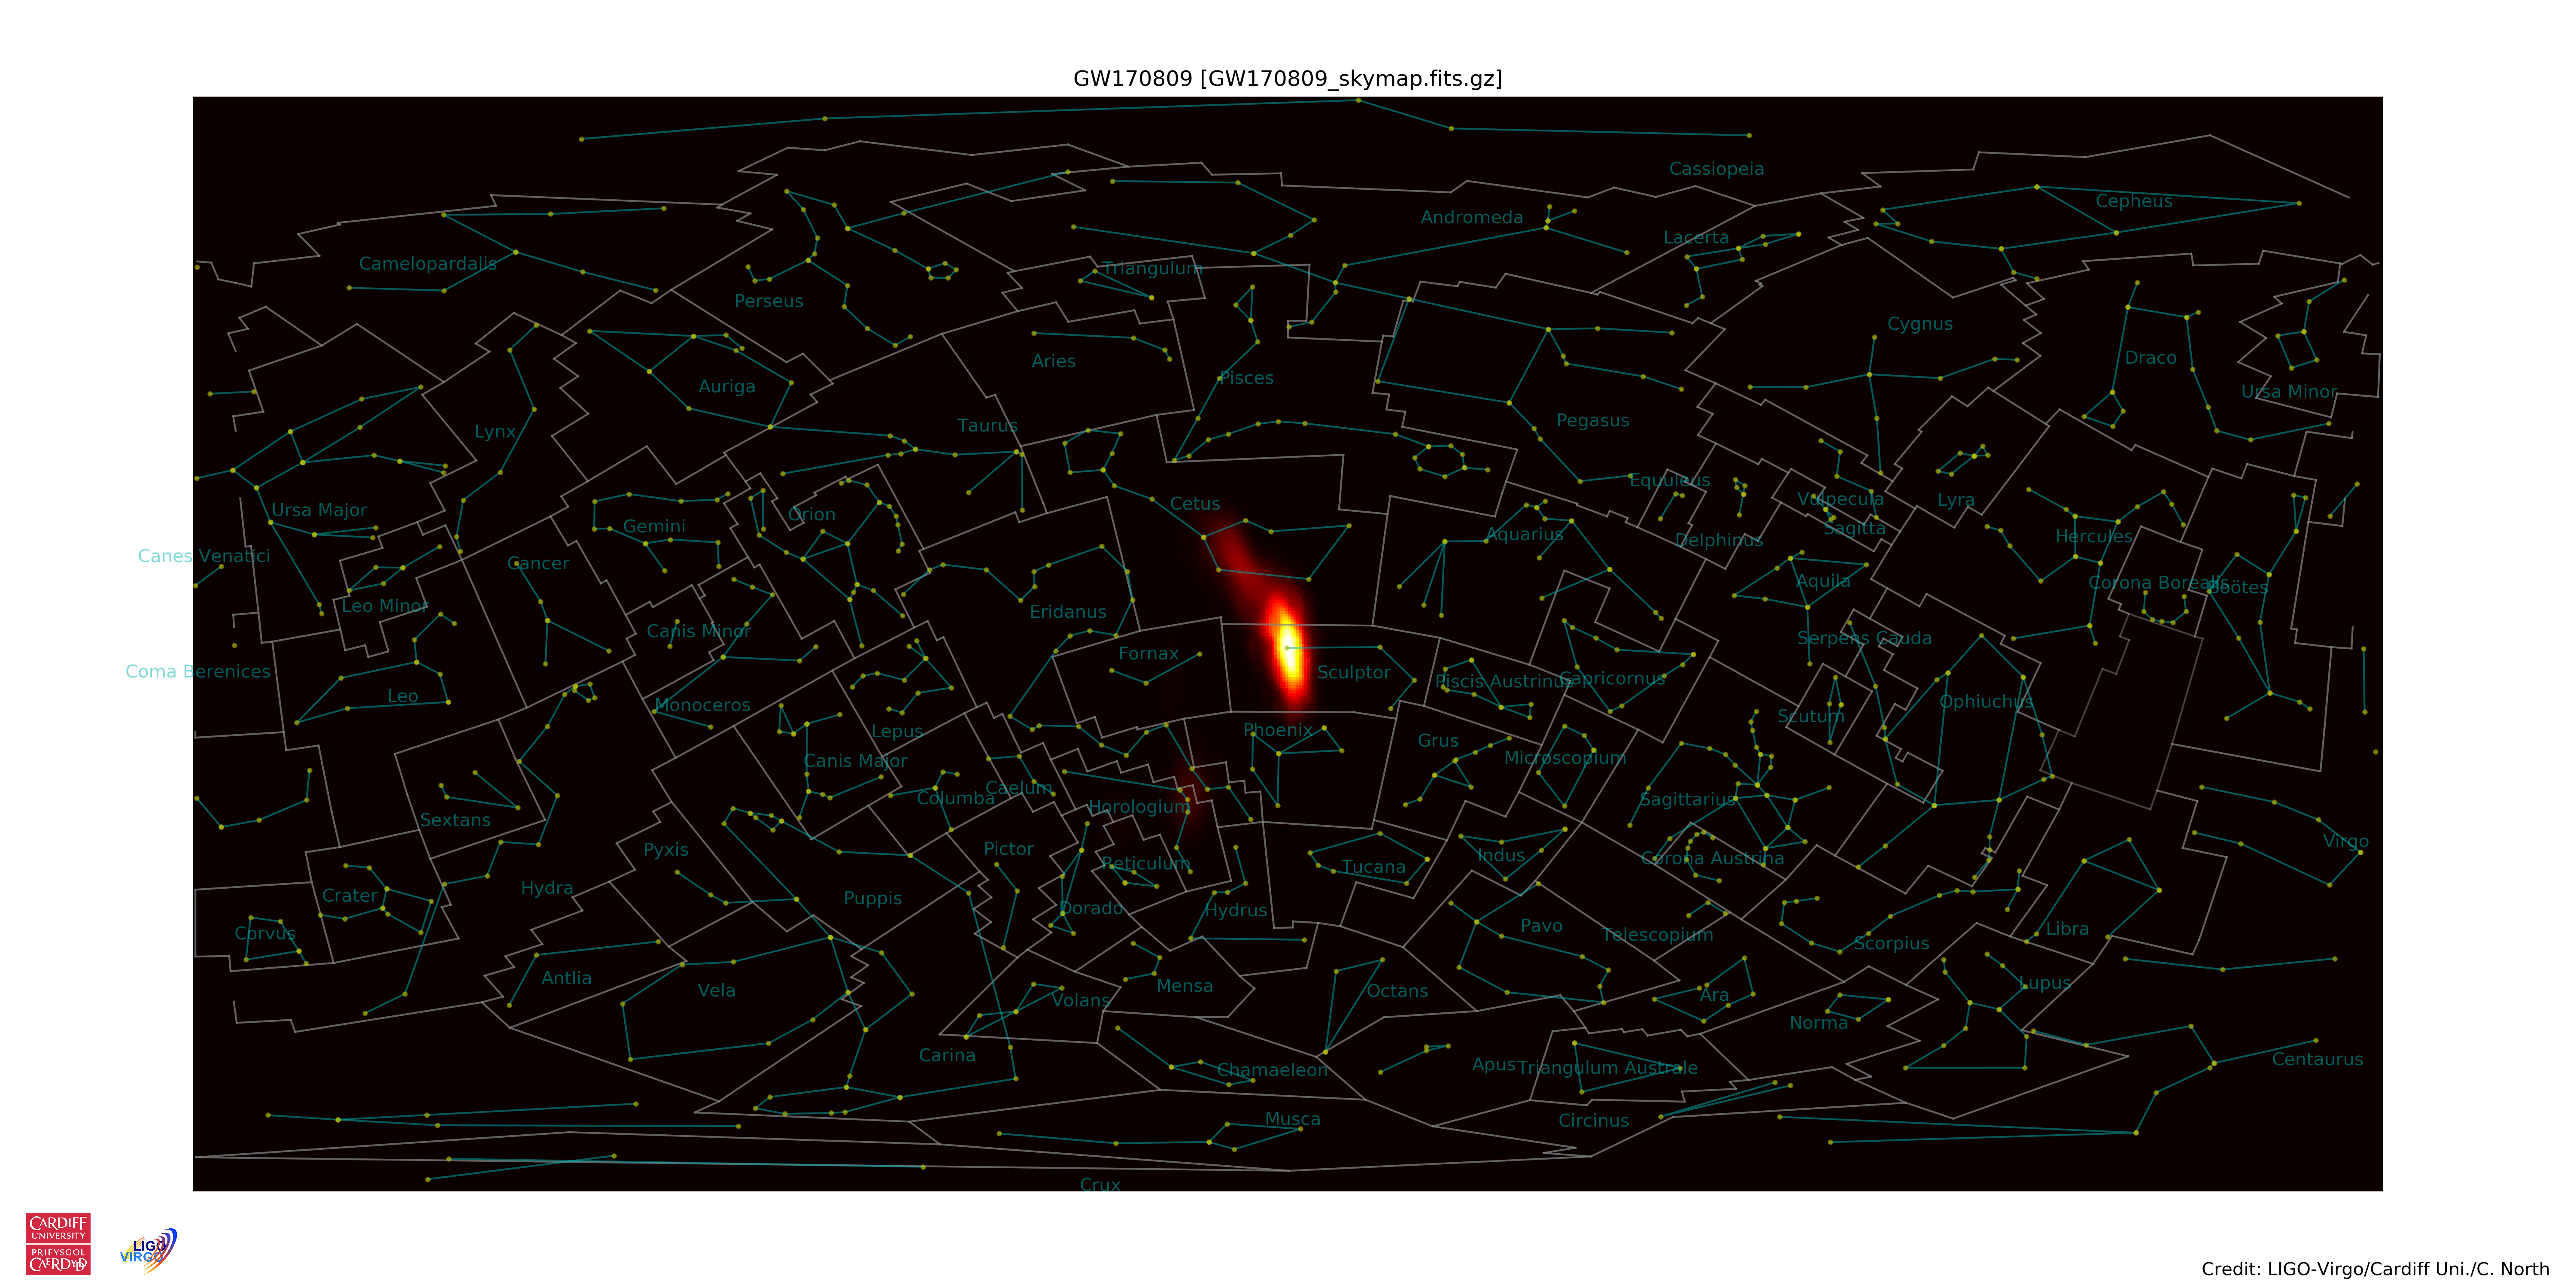 GW170809 [GW170809_skymap.fits.gz]
Cassiopeia
Cepheus
Andromeda
Lacerta
Camelopardalis
Triangulum
Perseus
Cygnus
Draco
Aries
Pisces
Auriga
Ursa Minor
Pegasus
Taurus
Lynx
Equuleus
Vulpecula
Lyra
Cetus
Ursa Major
Orion
Gemini
Sagitta
Aquarius
Delphinus
Hercules
Canes Venatici
Cancer
Aquila
Corona Borealis
Boötes
Leo Minor
Eridanus
Canis Minor
Serpens Cauda
Fornax
Coma Berenices
Sculptor
Piscis Austrinus
Capricornus
Leo
Monoceros
Ophiuchus
Scutum
Lepus
Phoenix
Grus
Canis Major
Microscopium
Caelum
Columba
Sagittarius
Horologium
Sextans
Virgo
Pyxis
Pictor
Indus
Corona Austrina
Reticulum
Tucana
Hydra
Crater
Puppis
Dorado
Hydrus
Pavo
Libra
Corvus
Telescopium
Scorpius
Antlia
Lupus
Mensa
Vela
Octans
Ara
Volans
Norma
Carina
Centaurus
Apus
Triangulum Australe
Chamaeleon
Musca
Circinus
Crux
CARDIFF
UNIVERSITY
PRIFYSGOL
CAERDYDD
LIGO
VIRGO
Credit: LIGO-Virgo/Cardiff Uni./C. North